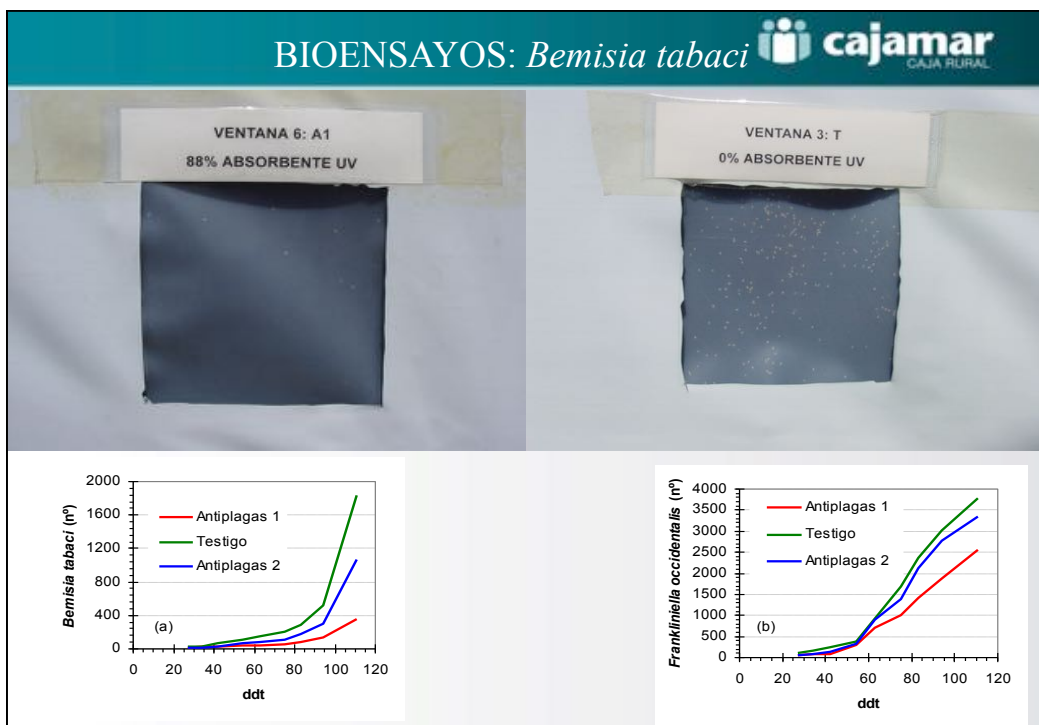 BIOENSAYOS: Bemisia tabaci
cajamar
CAJA RURAL
VENTANA 6: A1
88% ABSORBENTE UV
VENTANA 3: T
0% ABSORBENTE UV
Bemisia tabaci (nº)
2000
1600
1200
800
400
0
Antiplagas 1
Testigo
Antiplagas 2
(a)
0 20 40 60 80 100 120
ddt
Frankliniella occidentalis (nº)
4000
3500
3000
2500
2000
1500
1000
500
0
Antiplagas 1
Testigo
Antiplagas 2
(b)
0 20 40 60 80 100 120
ddt